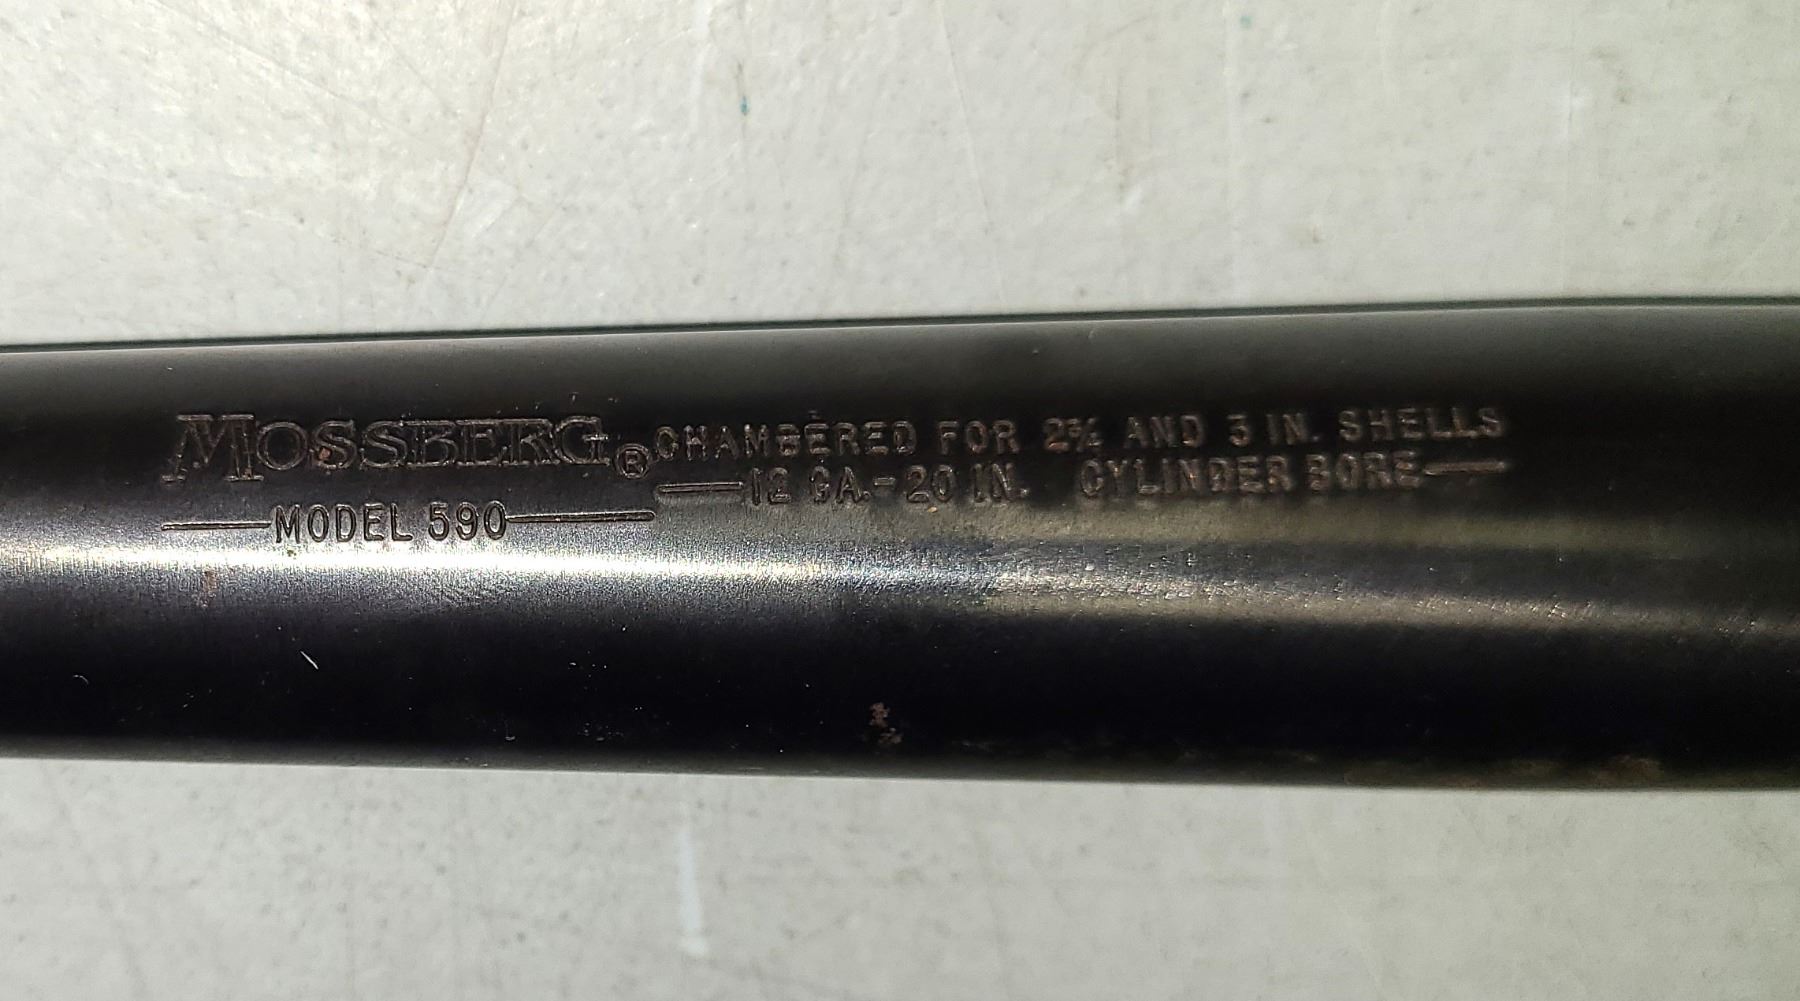 MOSSBERG® CHAMBERED FOR 2¾ AND 3 IN. SHELLS
12 GA.-20 IN. CYLINDER BORE
MODEL 590